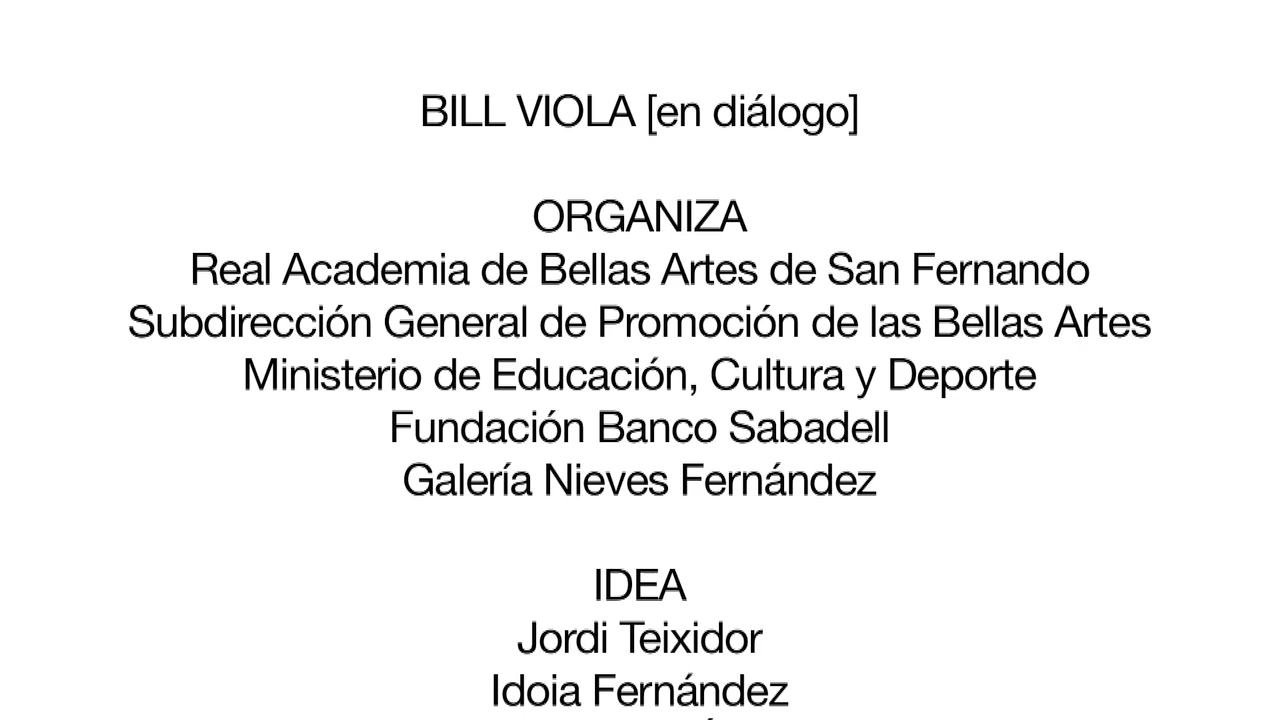 BILL VIOLA [en diálogo]
ORGANIZA
Real Academia de Bellas Artes de San Fernando
Subdirección General de Promoción de las Bellas Artes
Ministerio de Educación, Cultura y Deporte
Fundación Banco Sabadell
Galería Nieves Fernández
IDEA
Jordi Teixidor
Idoia Fernández